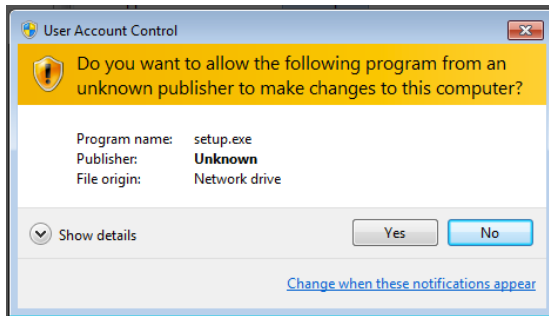 User Account Control
Do you want to allow the following program from an
unknown publisher to make changes to this computer?
Program name: setup.exe
Publisher: Unknown
File origin: Network drive
Show details
Yes
No
Change when these notifications appear